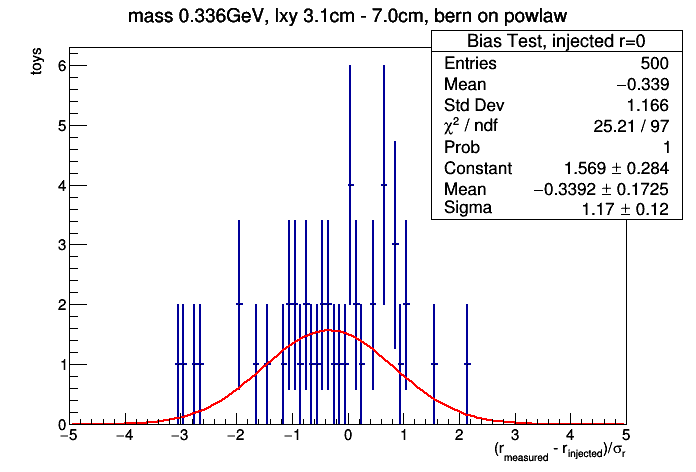 mass 0.336GeV, lxy 3.1cm - 7.0cm, bern on powlaw
Bias Test, injected r=0
Entries 500
Mean −0.339
Std Dev 1.166
χ² / ndf 25.21 / 97
Prob 1
Constant 1.569 ± 0.284
Mean −0.3392 ± 0.1725
Sigma 1.17 ± 0.12
toys
6
5
4
3
2
1
0
−5 −4 −3 −2 −1 0 1 2 3 4 5
(r_measured - r_injected)/σ_r